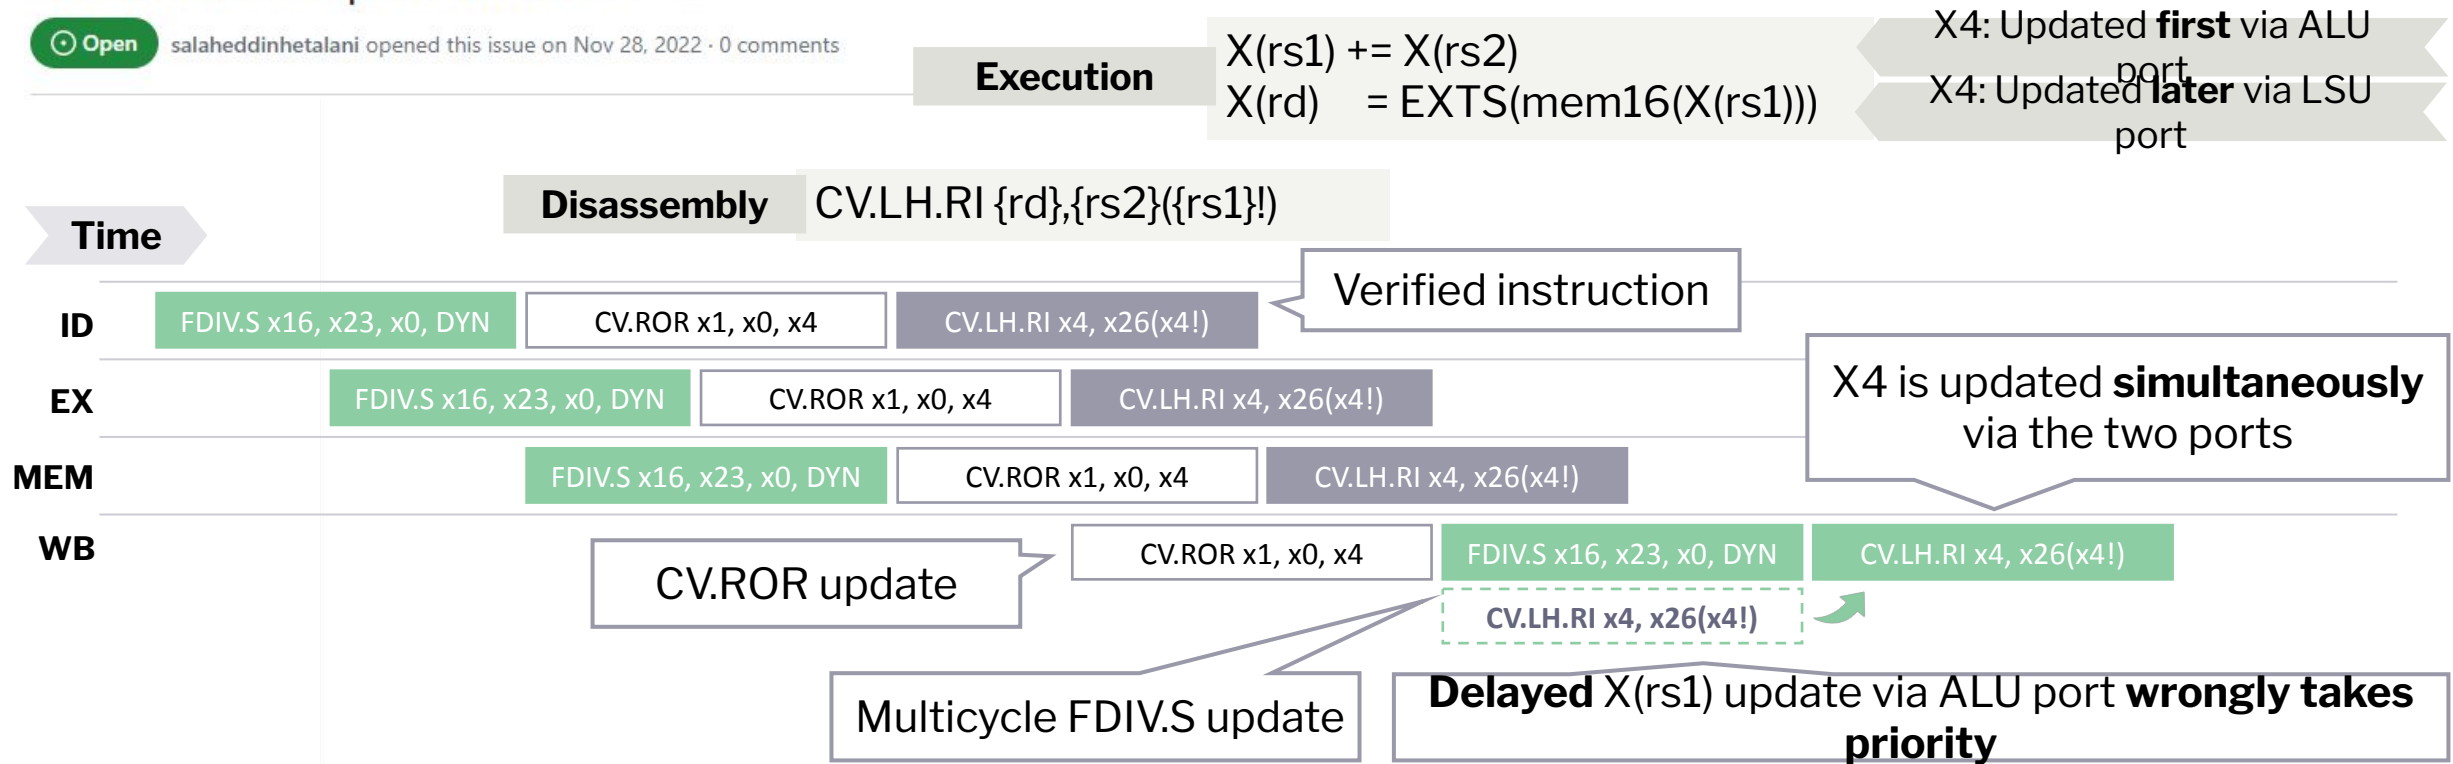 Open
salaheddinhetalani opened this issue on Nov 28, 2022 · 0 comments
Execution
X(rs1) += X(rs2)
X(rd) = EXTS(mem16(X(rs1)))
X4: Updated first via ALU
port
X4: Updated later via LSU
port
Disassembly
CV.LH.RI {rd},{rs2}({rs1}!)
Time
Verified instruction
ID
FDIV.S x16, x23, x0, DYN
CV.ROR x1, x0, x4
CV.LH.RI x4, x26(x4!)
EX
FDIV.S x16, x23, x0, DYN
CV.ROR x1, x0, x4
CV.LH.RI x4, x26(x4!)
X4 is updated simultaneously
via the two ports
MEM
FDIV.S x16, x23, x0, DYN
CV.ROR x1, x0, x4
CV.LH.RI x4, x26(x4!)
WB
CV.ROR x1, x0, x4
FDIV.S x16, x23, x0, DYN
CV.LH.RI x4, x26(x4!)
CV.ROR update
CV.LH.RI x4, x26(x4!)
Multicycle FDIV.S update
Delayed X(rs1) update via ALU port wrongly takes
priority